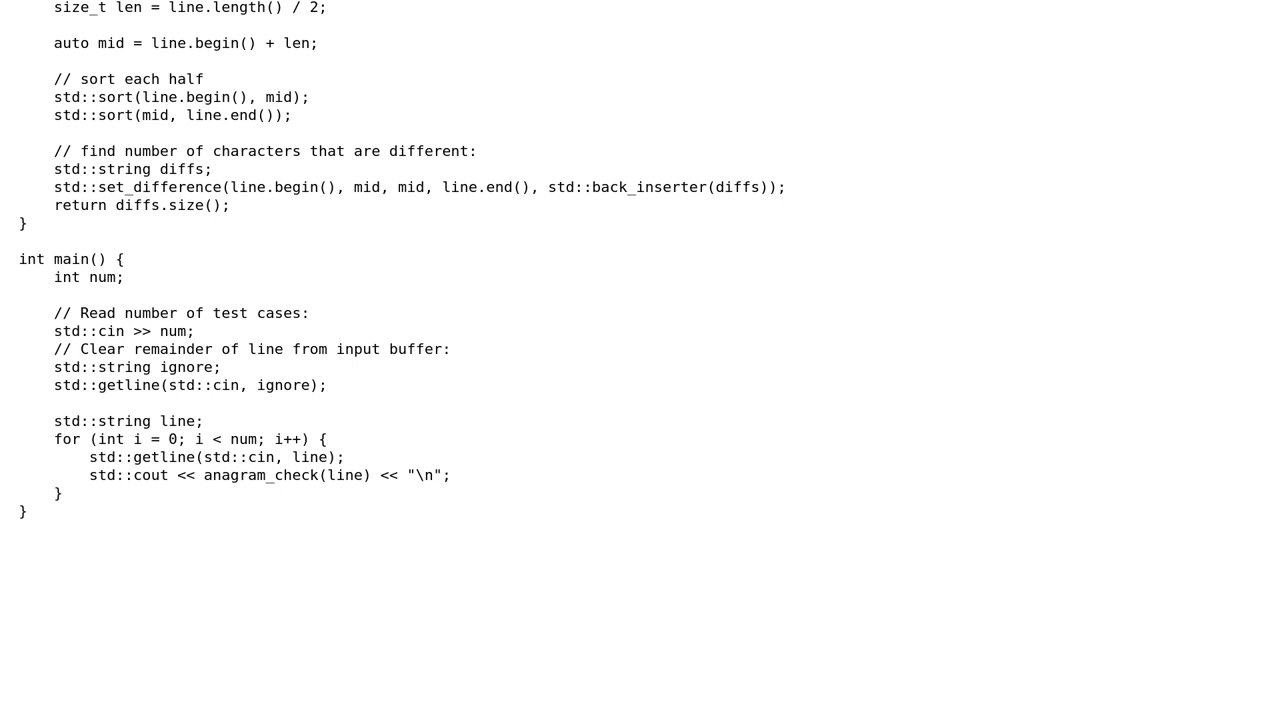 size_t len = line.length() / 2;

    auto mid = line.begin() + len;

    // sort each half
    std::sort(line.begin(), mid);
    std::sort(mid, line.end());

    // find number of characters that are different:
    std::string diffs;
    std::set_difference(line.begin(), mid, mid, line.end(), std::back_inserter(diffs));
    return diffs.size();
}

int main() {
    int num;

    // Read number of test cases:
    std::cin >> num;
    // Clear remainder of line from input buffer:
    std::string ignore;
    std::getline(std::cin, ignore);

    std::string line;
    for (int i = 0; i < num; i++) {
        std::getline(std::cin, line);
        std::cout << anagram_check(line) << "\n";
    }
}